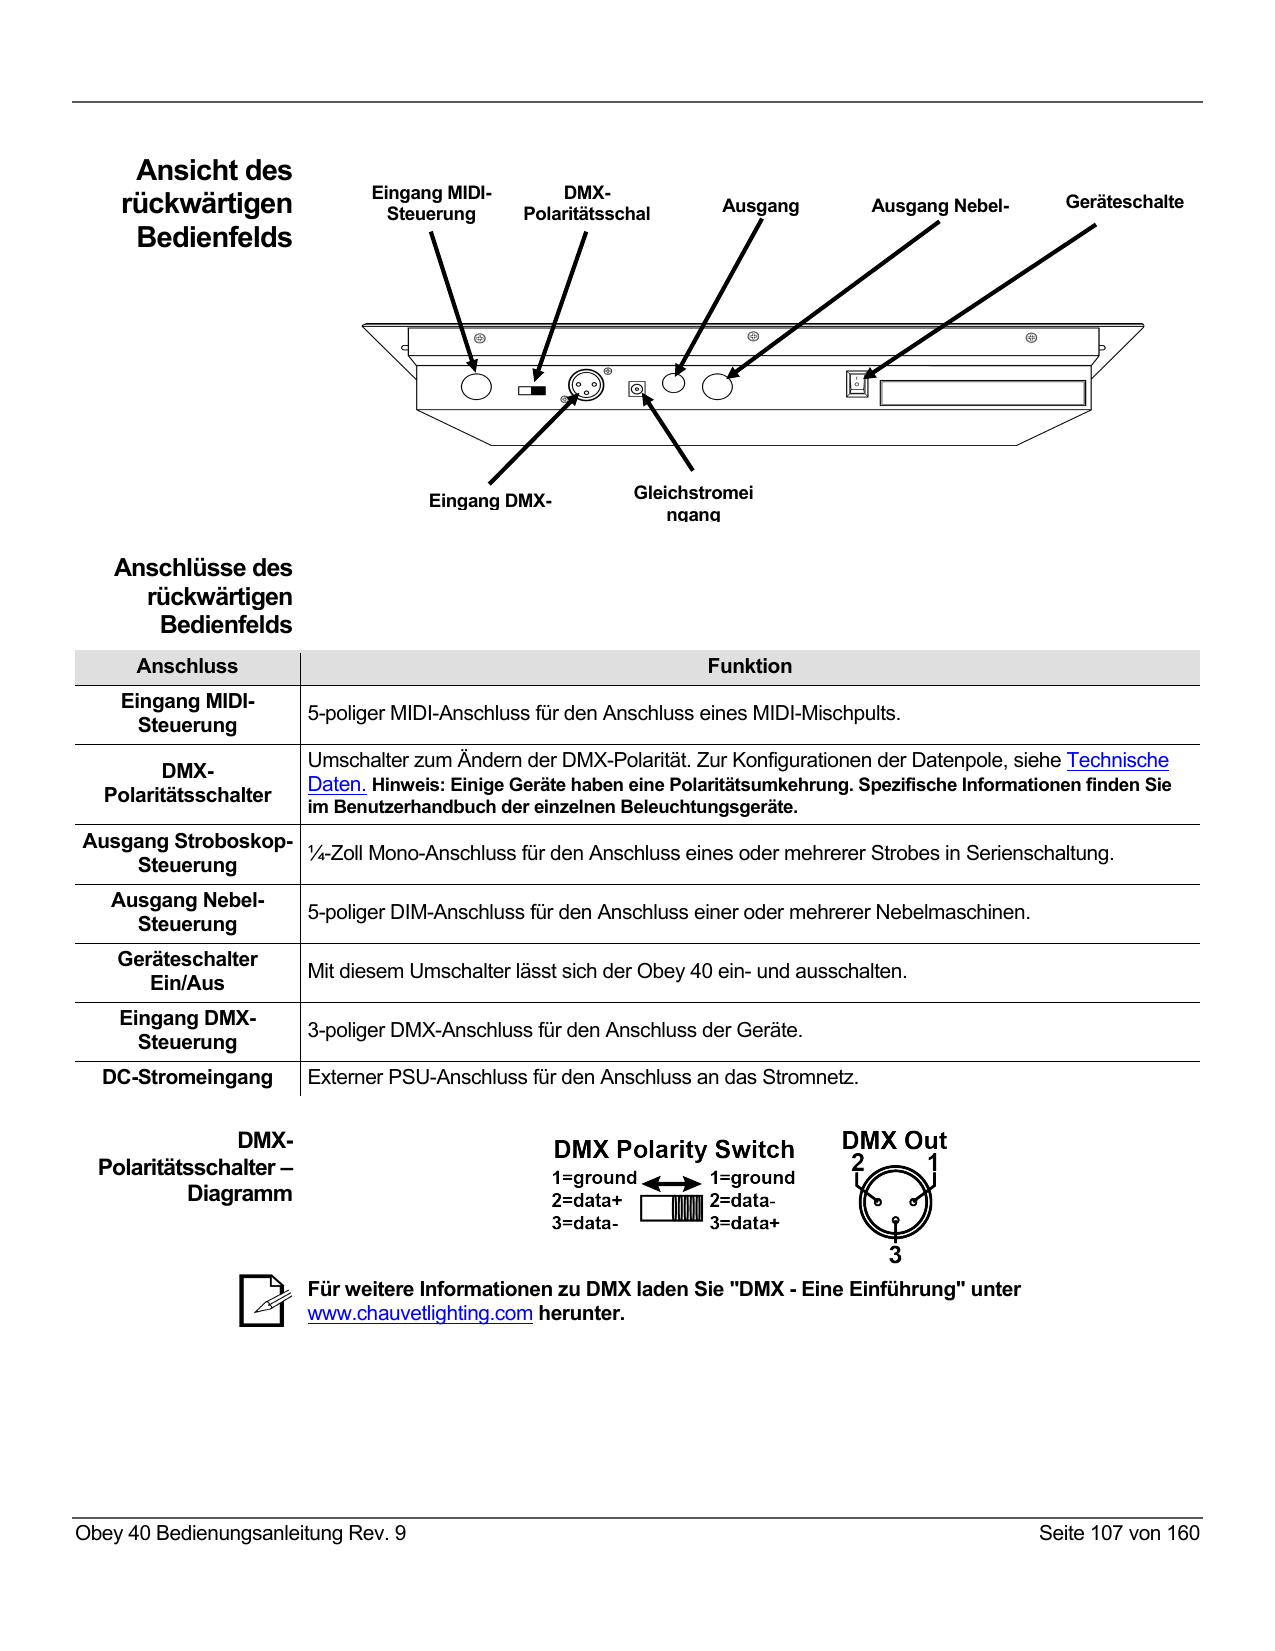 Ansicht des
rückwärtigen
Bedienfelds
Eingang MIDI-
Steuerung
DMX-
Polaritätsschal
Ausgang
Ausgang Nebel-
Geräteschalte
Eingang DMX-
Gleichstromei
ngang
Anschlüsse des
rückwärtigen
Bedienfelds
Anschluss
Funktion
Eingang MIDI-
Steuerung
5-poliger MIDI-Anschluss für den Anschluss eines MIDI-Mischpults.
DMX-
Polaritätsschalter
Umschalter zum Ändern der DMX-Polarität. Zur Konfigurationen der Datenpole, siehe Technische
Daten. Hinweis: Einige Geräte haben eine Polaritätsumkehrung. Spezifische Informationen finden Sie
im Benutzerhandbuch der einzelnen Beleuchtungsgeräte.
Ausgang Stroboskop-
Steuerung
¼-Zoll Mono-Anschluss für den Anschluss eines oder mehrerer Strobes in Serienschaltung.
Ausgang Nebel-
Steuerung
5-poliger DIM-Anschluss für den Anschluss einer oder mehrerer Nebelmaschinen.
Geräteschalter
Ein/Aus
Mit diesem Umschalter lässt sich der Obey 40 ein- und ausschalten.
Eingang DMX-
Steuerung
3-poliger DMX-Anschluss für den Anschluss der Geräte.
DC-Stromeingang
Externer PSU-Anschluss für den Anschluss an das Stromnetz.
DMX-
Polaritätsschalter –
Diagramm
DMX Polarity Switch
1=ground
2=data+
3=data-
1=ground
2=data-
3=data+
DMX Out
2
1
3
Für weitere Informationen zu DMX laden Sie "DMX - Eine Einführung" unter
www.chauvetlighting.com herunter.
Obey 40 Bedienungsanleitung Rev. 9
Seite 107 von 160